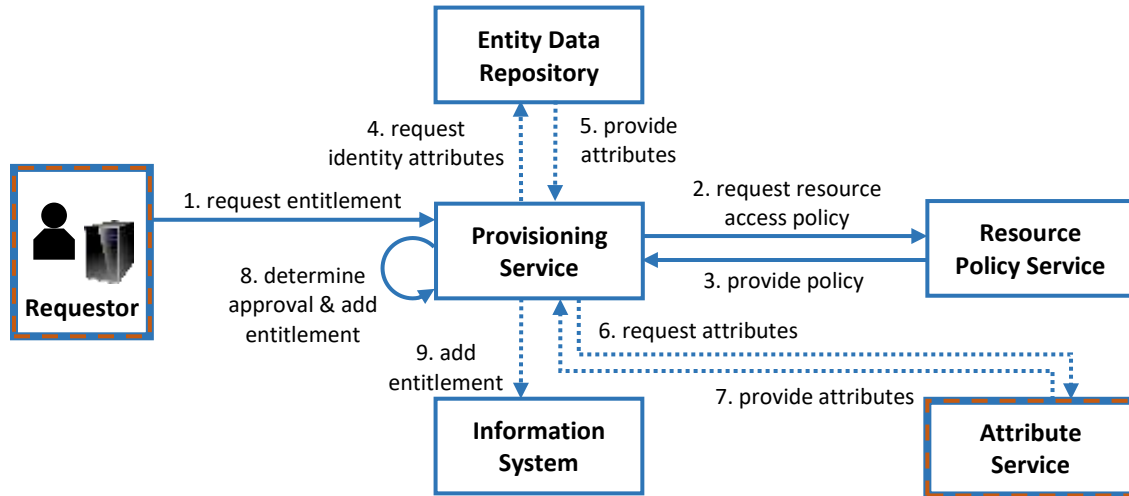 Entity Data
Repository
4. request
identity attributes
5. provide
attributes
1. request entitlement
2. request resource
access policy
Requestor
Provisioning
Service
Resource
Policy Service
3. provide policy
8. determine
approval & add
entitlement
6. request attributes
9. add
entitlement
7. provide attributes
Information
System
Attribute
Service